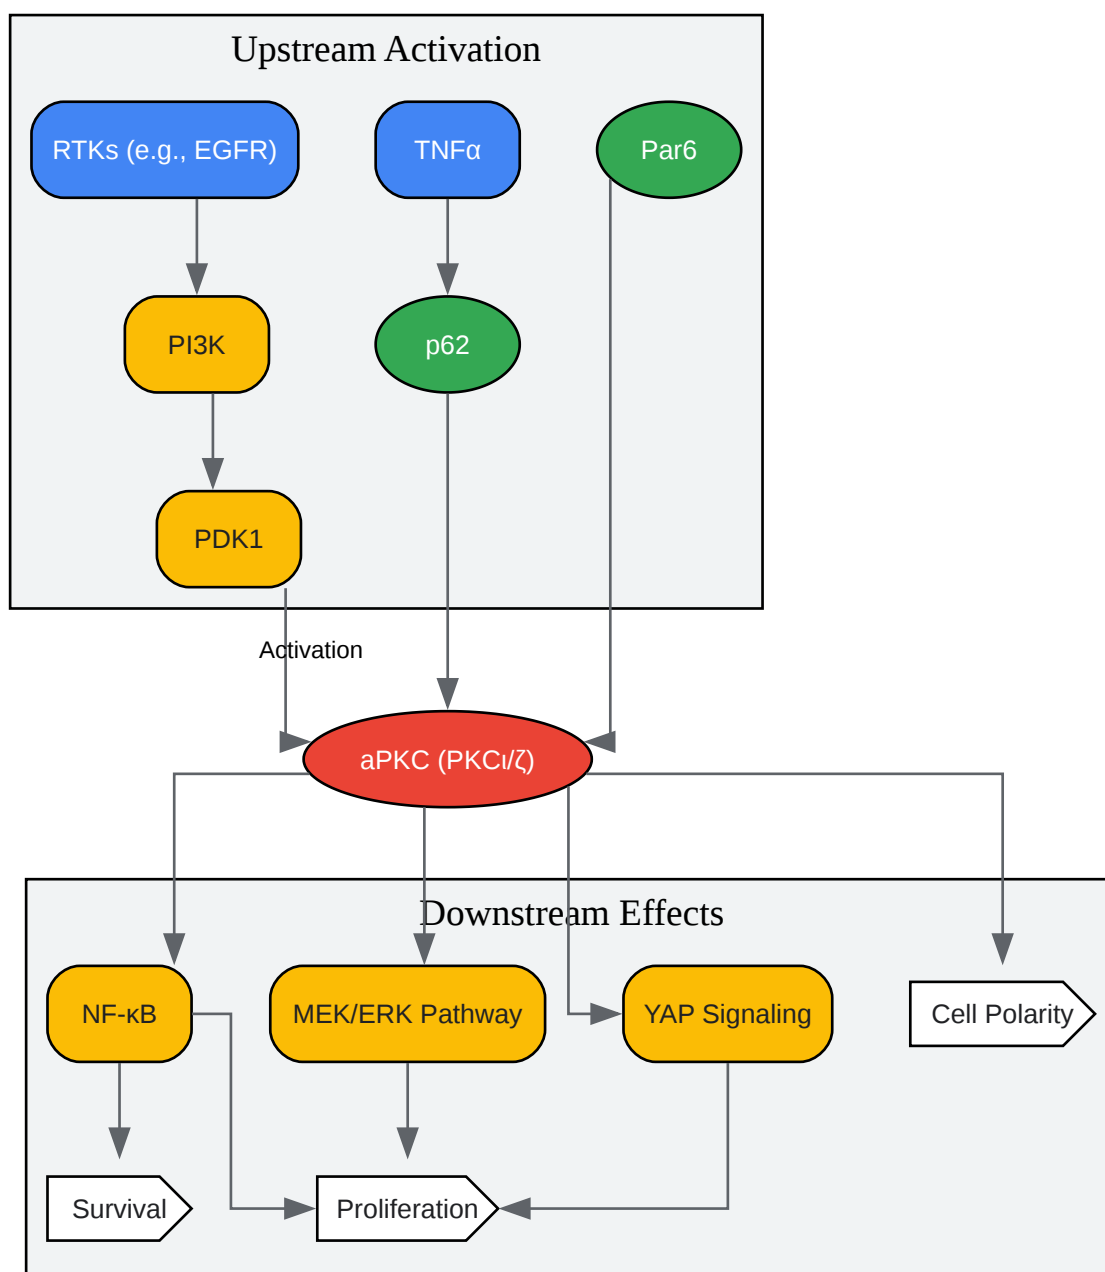 Upstream Activation
RTKs (e.g., EGFR)
TNFα
Par6
PI3K
p62
PDK1
Activation
aPKC (PKCι/ζ)
Downstream Effects
NF-κB
MEK/ERK Pathway
YAP Signaling
Cell Polarity
Survival
Proliferation